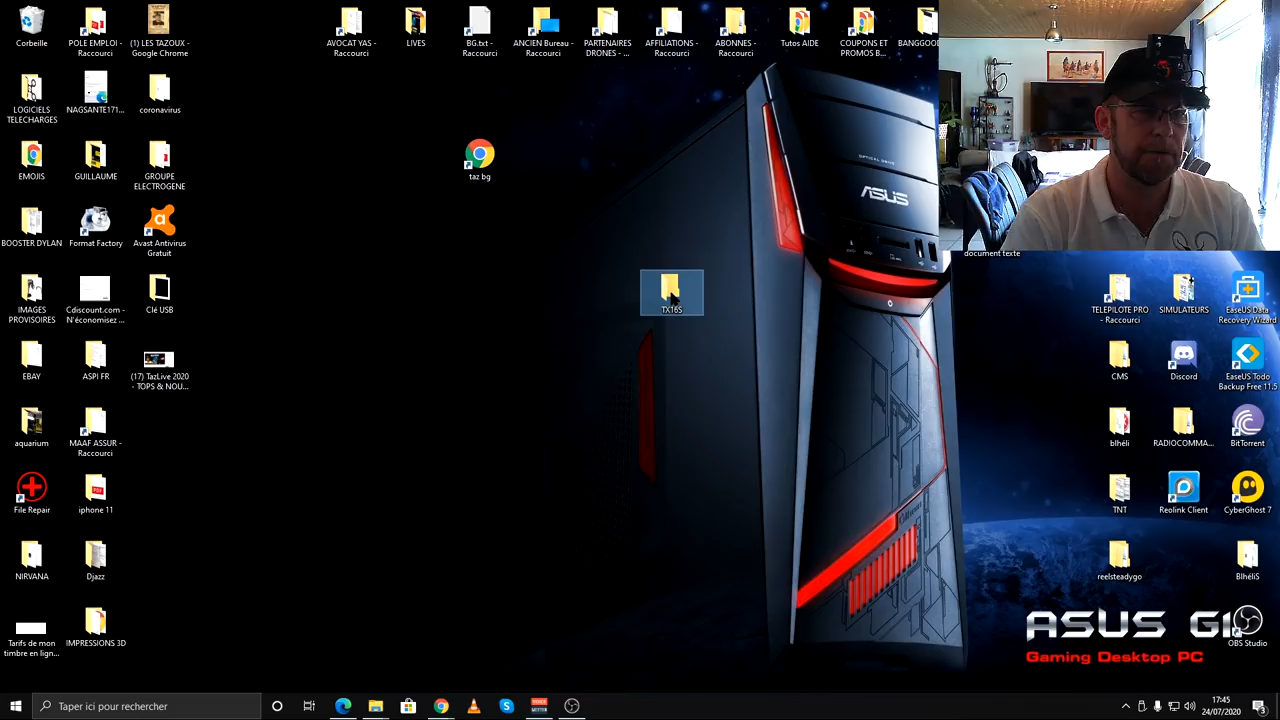 Corbeille
POLE EMPLOI -
Raccourci
(1) LES TAZOUX -
Google Chrome
AVOCAT YAS -
Raccourci
LIVES
BG.txt -
Raccourci
ANCIEN Bureau -
Raccourci
PARTENAIRES
DRONES - ...
AFFILIATIONS -
Raccourci
ABONNES -
Raccourci
Tutos AIDE
COUPONS ET
PROMOS B...
BANGGOOD
LOGICIELS
TELECHARGES
NAGSANTE171...
coronavirus
EMOJIS
GUILLAUME
GROUPE
ELECTROGENE
taz bg
OPTICAL DRIVE
ASUS
BOOSTER DYLAN
Format Factory
Avast Antivirus
Gratuit
document texte
IMAGES
PROVISOIRES
Cdiscount.com -
N'économisez ...
Clé USB
TX16S
TELEPILOTE PRO
- Raccourci
SIMULATEURS
EaseUS Data
Recovery Wizard
EBAY
ASPI FR
(17) TazLive 2020
- TOPS & NOU...
CMS
Discord
EaseUS Todo
Backup Free 11.5
aquarium
MAAF ASSUR -
Raccourci
blhéli
RADIOCOMMA...
BitTorrent
File Repair
iphone 11
TNT
Reolink Client
CyberGhost 7
NIRVANA
Djazz
reelsteadygo
BlhéliS
Tarifs de mon
timbre en lign...
IMPRESSIONS 3D
ASUS G
OBS Studio
Gaming Desktop PC
Taper ici pour rechercher
17:45
24/07/2020
3